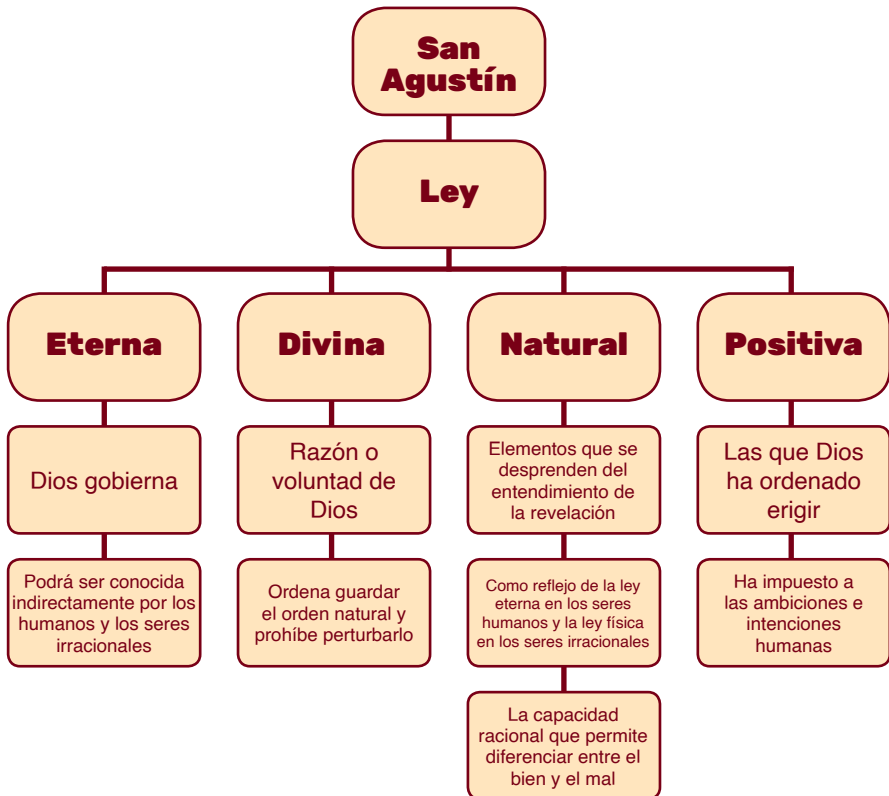 San
Agustín
Ley
Eterna
Dios gobierna
Podrá ser conocida
indirectamente por los
humanos y los seres
irracionales
Divina
Razón o
voluntad de
Dios
Ordena guardar
el orden natural y
prohíbe perturbarlo
Natural
Elementos que se
desprenden del
entendimiento de
la revelación
Como reflejo de la ley
eterna en los seres
humanos y la ley física
en los seres irracionales
La capacidad
racional que permite
diferenciar entre el
bien y el mal
Positiva
Las que Dios
ha ordenado
erigir
Ha impuesto a
las ambiciones e
intenciones
humanas